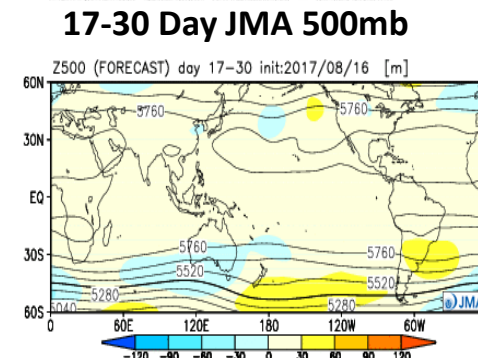 17-30 Day JMA 500mb
Z500 (FORECAST) day 17-30 init:2017/08/16 [m]
60N
5760
5760
30N
EQ
5760
5760
30S
5520
5520
5280
5280
5040
JMA
60S
0 60E 120E 180 120W 60W
-120 -90 -60 -30 0 30 60 90 120